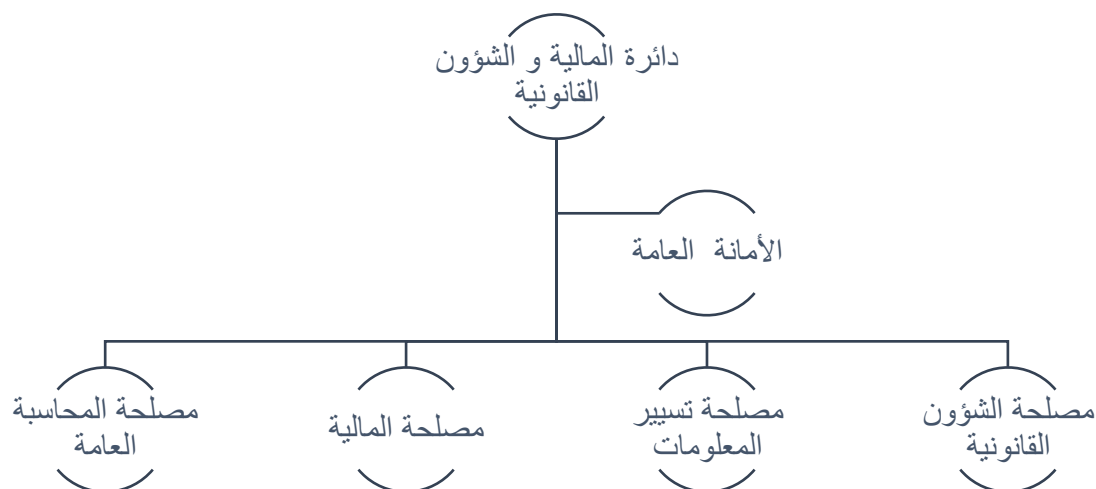 دائرة المالية و الشؤون
القانونية
الأمانة العامة
مصلحة الشؤون
القانونية
مصلحة تسيير
المعلومات
مصلحة المالية
مصلحة المحاسبة
العامة